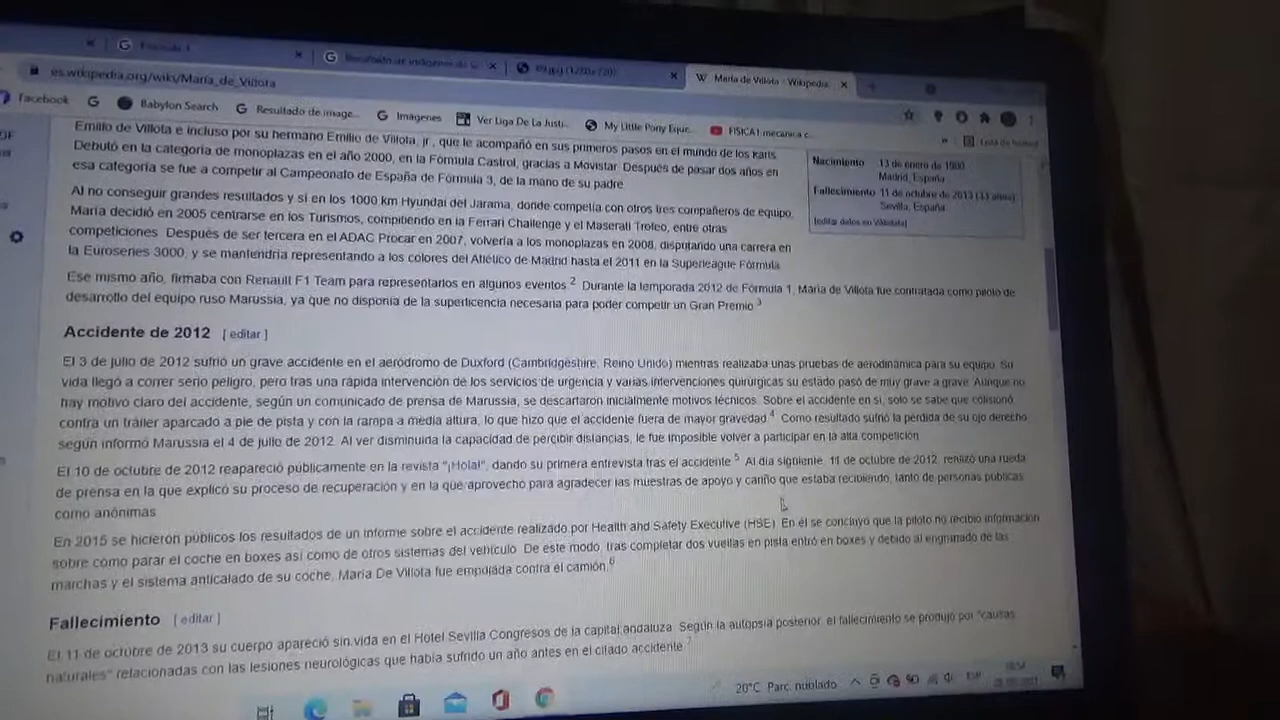 Fórmula 1
Resultado de imágenes de
María de Villota - Wikipedia
es.wikipedia.org/wiki/María_de_Villota
Facebook
Babylon Search
Resultado de image...
Imágenes
Ver Liga De La Justi...
My Little Pony Eque...
FISICA1 mecanica c...
Emilio de Villota e incluso por su hermano Emilio de Villota, jr., que le acompañó en sus primeros pasos en el mundo de los karts.
Debutó en la categoría de monoplazas en el año 2000, en la Fórmula Castrol, gracias a Movistar. Después de pasar dos años en
esa categoría se fue a competir al Campeonato de España de Fórmula 3, de la mano de su padre.
Nacimiento 13 de enero de 1980
Madrid, España
Fallecimiento 11 de octubre de 2013 (33 años)
Sevilla, España
[editar datos en Wikidata]
Al no conseguir grandes resultados y sí en los 1000 km Hyundai del Jarama, donde competía con otros tres compañeros de equipo,
María decidió en 2005 centrarse en los Turismos, compitiendo en la Ferrari Challenge y el Maserati Trofeo, entre otras
competiciones. Después de ser tercera en el ADAC Procar en 2007, volvería a los monoplazas en 2008, disputando una carrera en
la Euroseries 3000, y se mantendría representando a los colores del Atlético de Madrid hasta el 2011 en la Superleague Fórmula.
Ese mismo año, firmaba con Renault F1 Team para representarlos en algunos eventos.2 Durante la temporada 2012 de Fórmula 1, María de Villota fue contratada como piloto de
desarrollo del equipo ruso Marussia, ya que no disponía de la superlicencia necesaria para poder competir un Gran Premio.3
Accidente de 2012 [ editar ]
El 3 de julio de 2012 sufrió un grave accidente en el aeródromo de Duxford (Cambridgeshire, Reino Unido) mientras realizaba unas pruebas de aerodinámica para su equipo. Su
vida llegó a correr serio peligro, pero tras una rápida intervención de los servicios de urgencia y varias intervenciones quirúrgicas su estado pasó de muy grave a grave. Aunque no
hay motivo claro del accidente, según un comunicado de prensa de Marussia, se descartaron inicialmente motivos técnicos. Sobre el accidente en sí, solo se sabe que colisionó
contra un tráiler aparcado a pie de pista y con la rampa a media altura, lo que hizo que el accidente fuera de mayor gravedad.4 Como resultado sufrió la pérdida de su ojo derecho
según informó Marussia el 4 de julio de 2012. Al ver disminuida la capacidad de percibir distancias, le fue imposible volver a participar en la alta competición.
El 10 de octubre de 2012 reapareció públicamente en la revista "¡Hola!", dando su primera entrevista tras el accidente.5 Al día siguiente, 11 de octubre de 2012, realizó una rueda
de prensa en la que explicó su proceso de recuperación y en la que aprovechó para agradecer las muestras de apoyo y cariño que estaba recibiendo, tanto de personas públicas
como anónimas.
En 2015 se hicieron públicos los resultados de un informe sobre el accidente realizado por Health and Safety Executive (HSE). En él se concluyó que la piloto no recibió información
sobre cómo parar el coche en boxes así como de otros sistemas del vehículo. De este modo, tras completar dos vueltas en pista entró en boxes y debido al engranado de las
marchas y el sistema anticalado de su coche, María De Villota fue empujada contra el camión.6
Fallecimiento [ editar ]
El 11 de octubre de 2013 su cuerpo apareció sin vida en el Hotel Sevilla Congresos de la capital andaluza. Según la autopsia posterior, el fallecimiento se produjo por "causas
naturales" relacionadas con las lesiones neurológicas que había sufrido un año antes en el citado accidente.7
20°C Parc. nublado
ESP